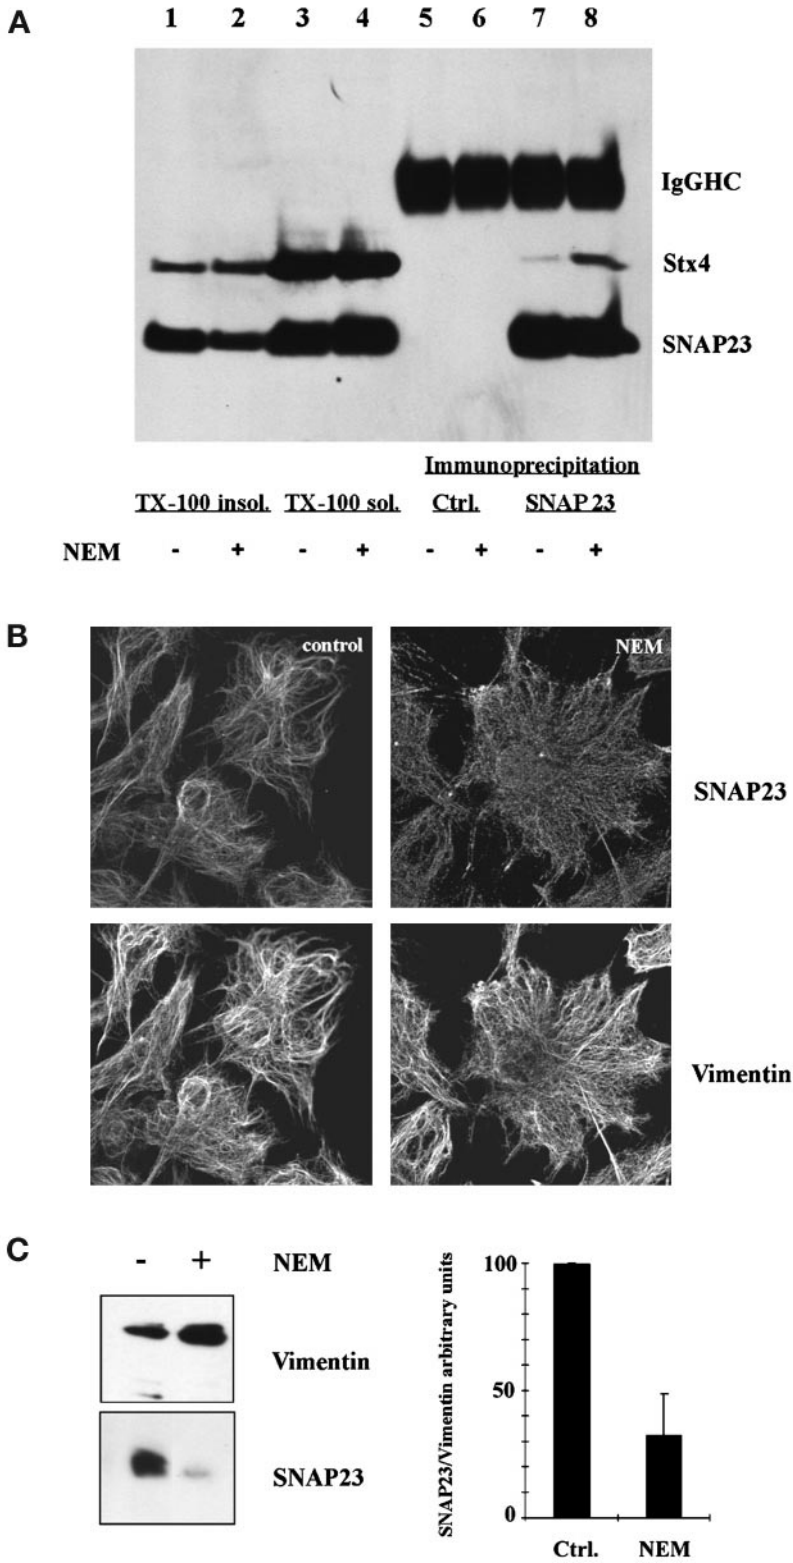 A
1 2 3 4 5 6 7 8
IgGHC
Stx4
SNAP23
Immunoprecipitation
TX-100 insol. TX-100 sol. Ctrl. SNAP 23
NEM - + - + - + - +
B
control
NEM
SNAP23
Vimentin
C
- + NEM
Vimentin
SNAP23
SNAP23/Vimentin arbitrary units
100
50
0
Ctrl. NEM